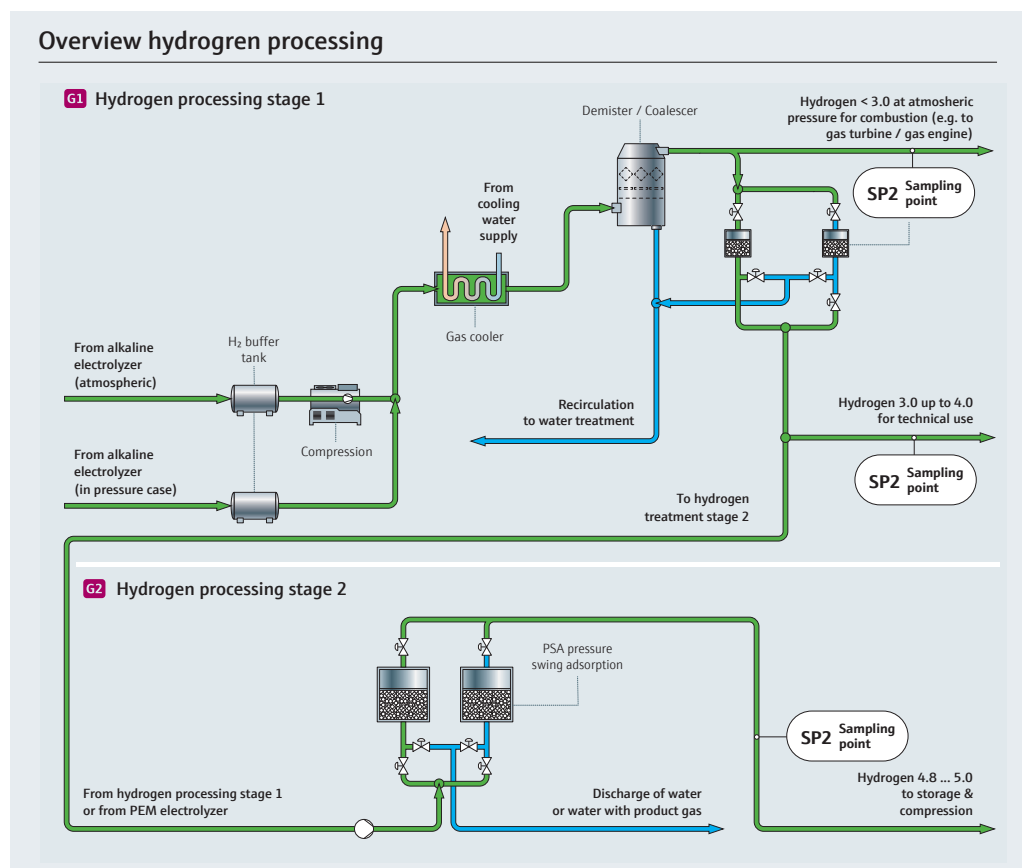 Overview hydrogren processing
G1 Hydrogen processing stage 1
Demister / Coalescer
Hydrogen < 3.0 at atmosheric
pressure for combustion (e.g. to
gas turbine / gas engine)
SP2 Sampling
point
From
cooling
water
supply
Gas cooler
From alkaline
electrolyzer
(atmospheric)
H₂ buffer
tank
Compression
Recirculation
to water treatment
Hydrogen 3.0 up to 4.0
for technical use
SP2 Sampling
point
From alkaline
electrolyzer
(in pressure case)
To hydrogen
treatment stage 2
G2 Hydrogen processing stage 2
PSA pressure
swing adsorption
SP2 Sampling
point
From hydrogen processing stage 1
or from PEM electrolyzer
Discharge of water
or water with product gas
Hydrogen 4.8 ... 5.0
to storage &
compression